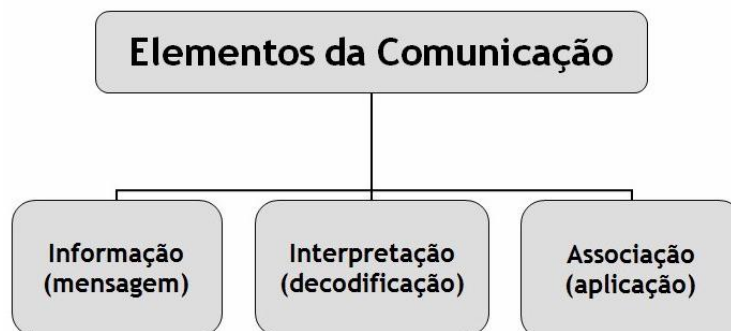 Elementos da Comunicação
Informação
(mensagem)
Interpretação
(decodificação)
Associação
(aplicação)